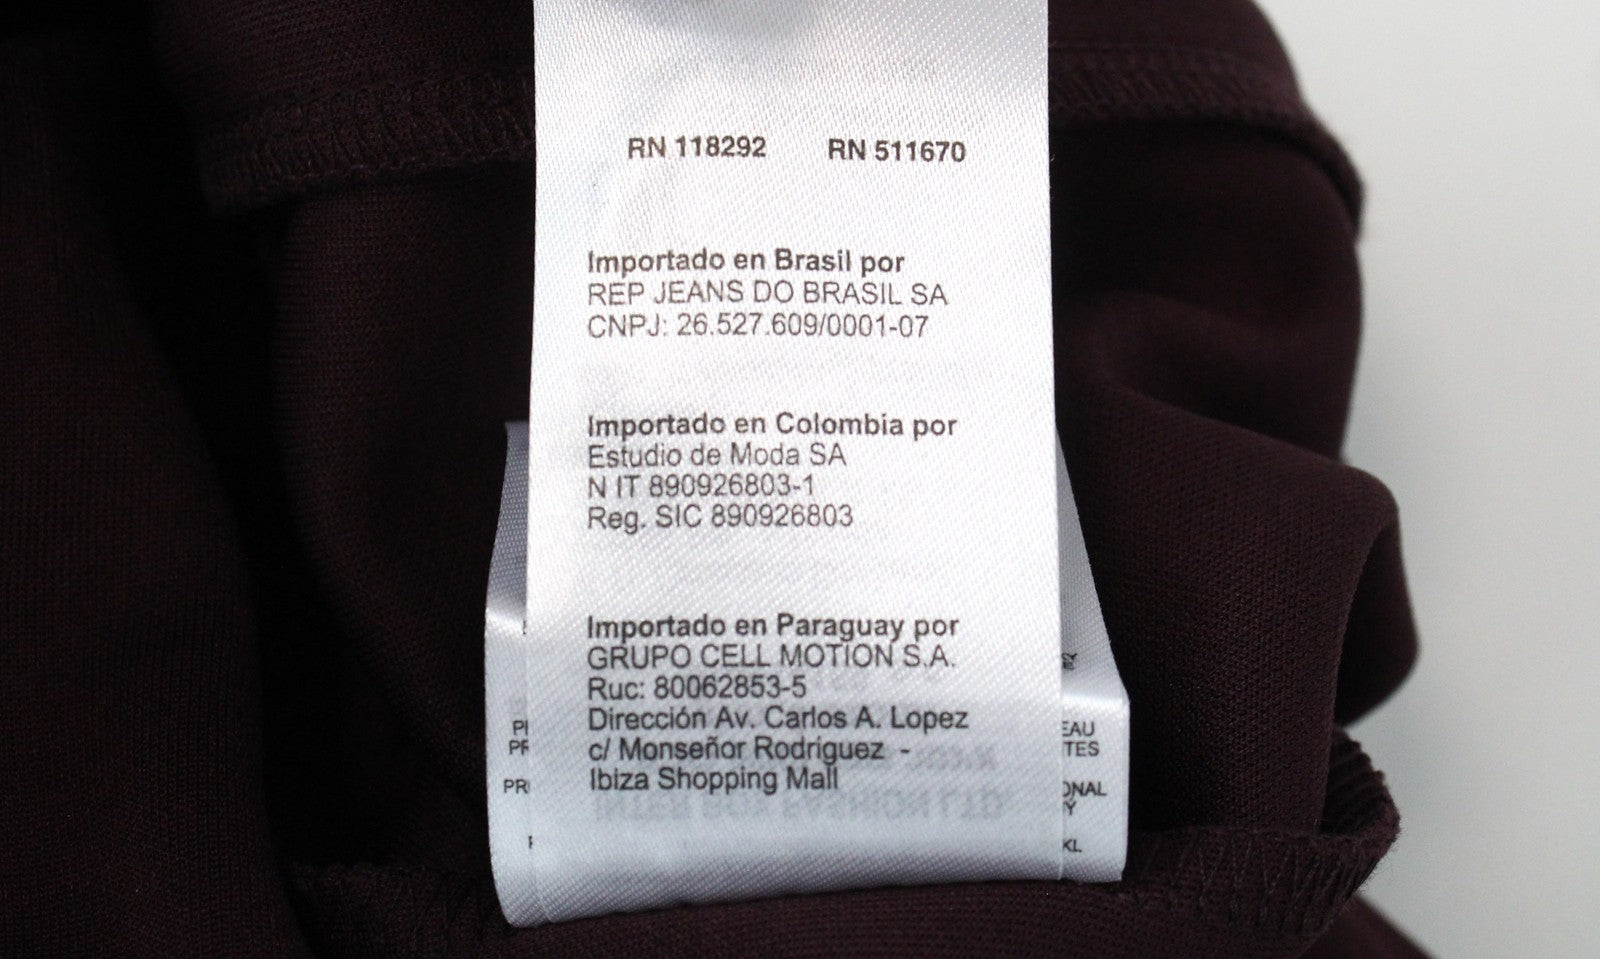 RN 118292 RN 511670
Importado en Brasil por
REP JEANS DO BRASIL SA
CNPJ: 26.527.609/0001-07
Importado en Colombia por
Estudio de Moda SA
N IT 890926803-1
Reg. SIC 890926803
Importado en Paraguay por
GRUPO CELL MOTION S.A.
Ruc: 80062853-5
Dirección Av. Carlos A. Lopez
c/ Monseñor Rodriguez -
Ibiza Shopping Mall